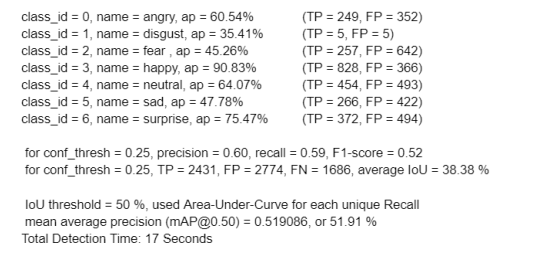 class_id = 0, name = angry, ap = 60.54% (TP = 249, FP = 352)
class_id = 1, name = disgust, ap = 35.41% (TP = 5, FP = 5)
class_id = 2, name = fear , ap = 45.26% (TP = 257, FP = 642)
class_id = 3, name = happy, ap = 90.83% (TP = 828, FP = 366)
class_id = 4, name = neutral, ap = 64.07% (TP = 454, FP = 493)
class_id = 5, name = sad, ap = 47.78% (TP = 266, FP = 422)
class_id = 6, name = surprise, ap = 75.47% (TP = 372, FP = 494)
for conf_thresh = 0.25, precision = 0.60, recall = 0.59, F1-score = 0.52
for conf_thresh = 0.25, TP = 2431, FP = 2774, FN = 1686, average IoU = 38.38 %
IoU threshold = 50 %, used Area-Under-Curve for each unique Recall
mean average precision (mAP@0.50) = 0.519086, or 51.91 %
Total Detection Time: 17 Seconds